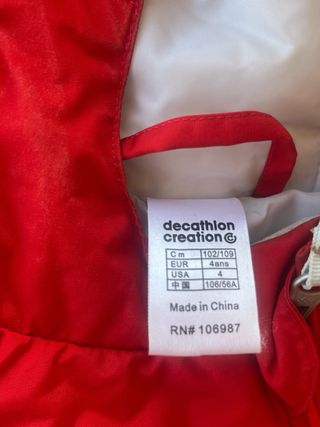 decathlon
creation
Cm 102/109
EUR 4ans
USA 4
中国 106/56A
Made in China
RN# 106987